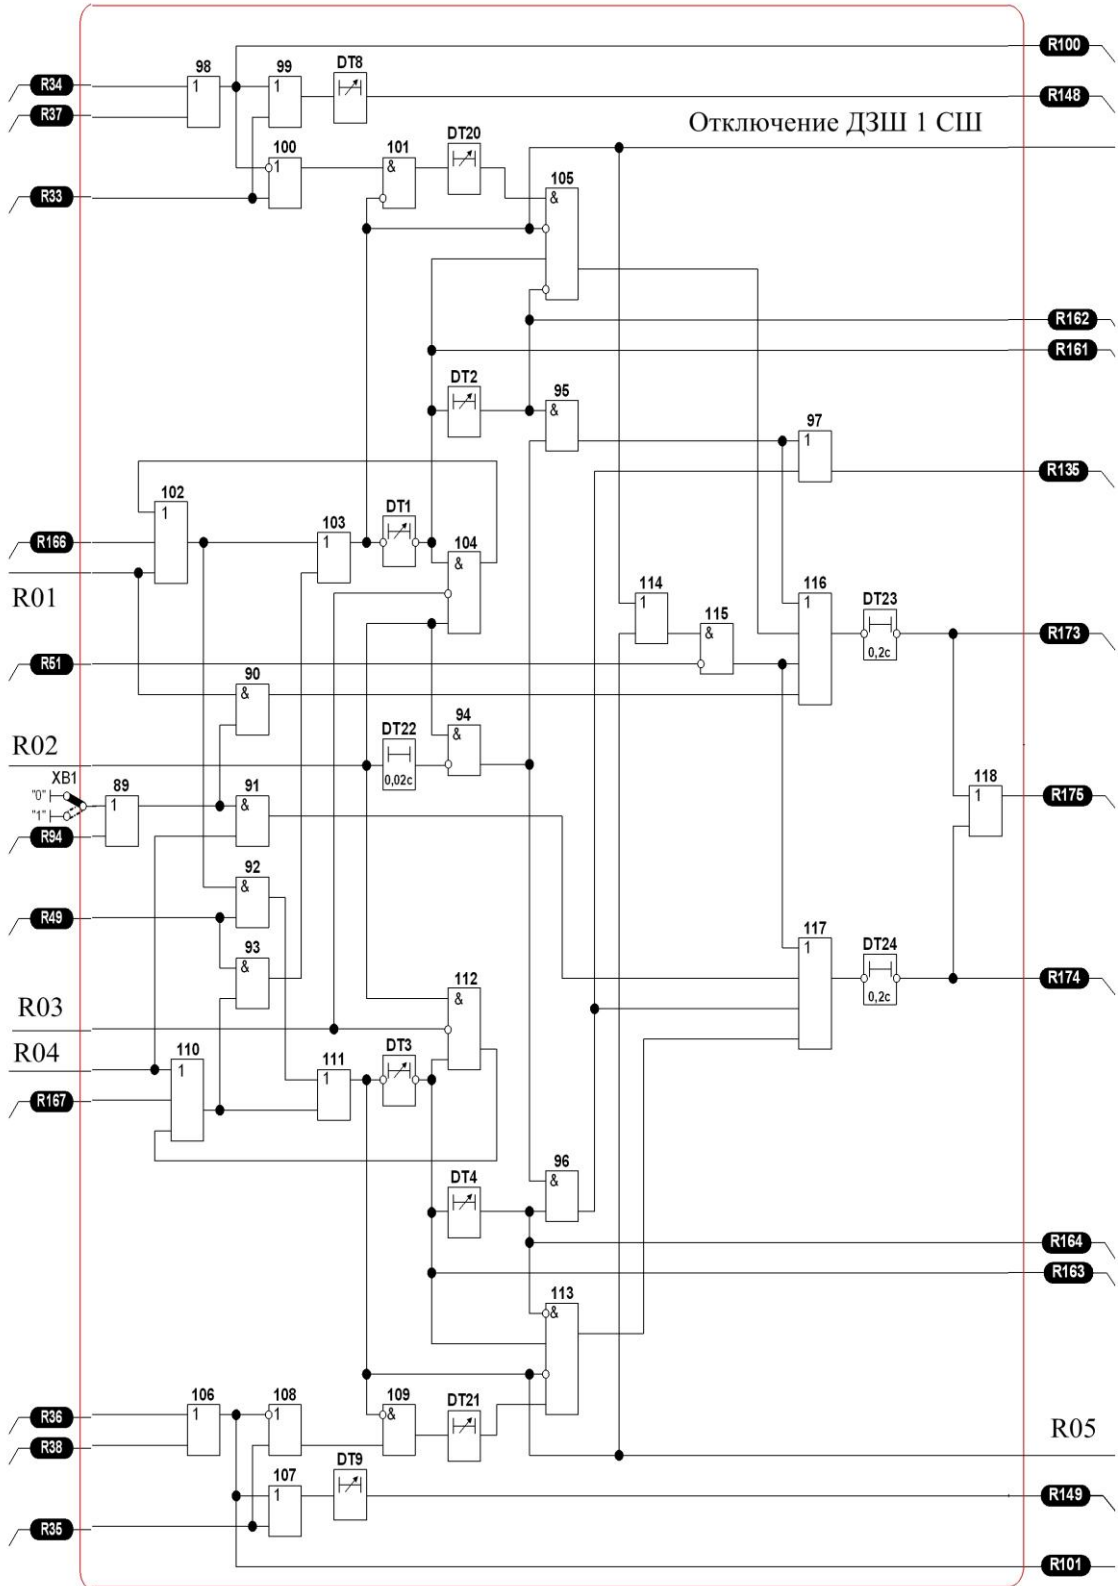 R100
98
99
DT8
R34
1
1
R148
R37
Отключение ДЗШ 1 СШ
DT20
100
101
1
&
105
R33
&
R162
R161
DT2
95
&
97
1
R135
102
1
DT1
103
R166
1
104
&
R01
114
116
1
1
DT23
115
&
R173
R51
0,2с
90
&
94
R02
DT22
&
0,02с
XB1
"0"
89
91
118
"1"
1
&
1
R175
R94
92
&
R49
117
93
1
DT24
&
112
R174
&
0,2с
R03
R04
110
111
DT3
1
1
R167
96
DT4
&
R164
R163
113
&
106
108
109
DT21
R36
1
1
&
R05
R38
DT9
107
1
R149
R35
R101